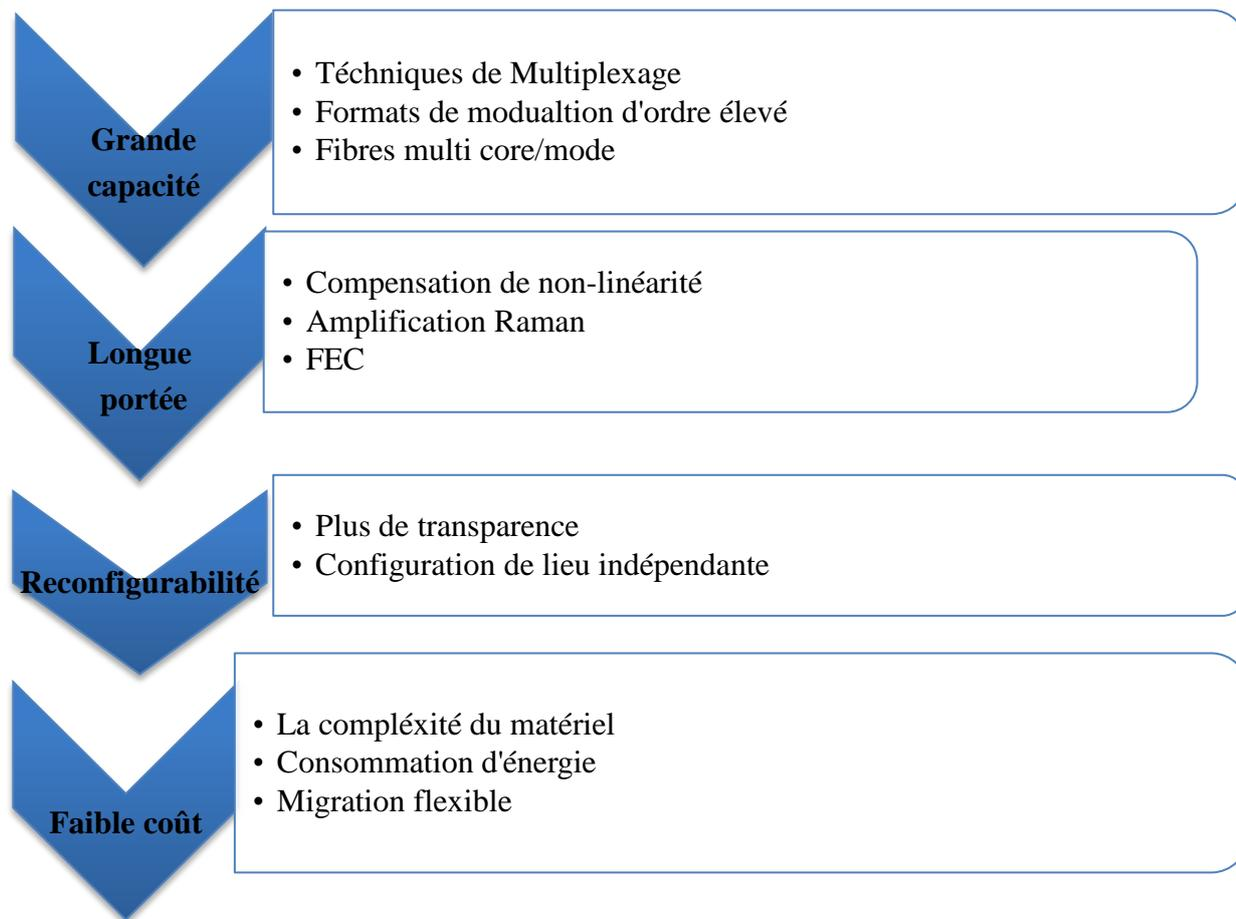 Grande
capacité
• Téchniques de Multiplexage
• Formats de modualtion d'ordre élevé
• Fibres multi core/mode
Longue
portée
• Compensation de non-linéarité
• Amplification Raman
• FEC
Reconfigurabilité
• Plus de transparence
• Configuration de lieu indépendante
Faible coût
• La compléxité du matériel
• Consommation d'énergie
• Migration flexible